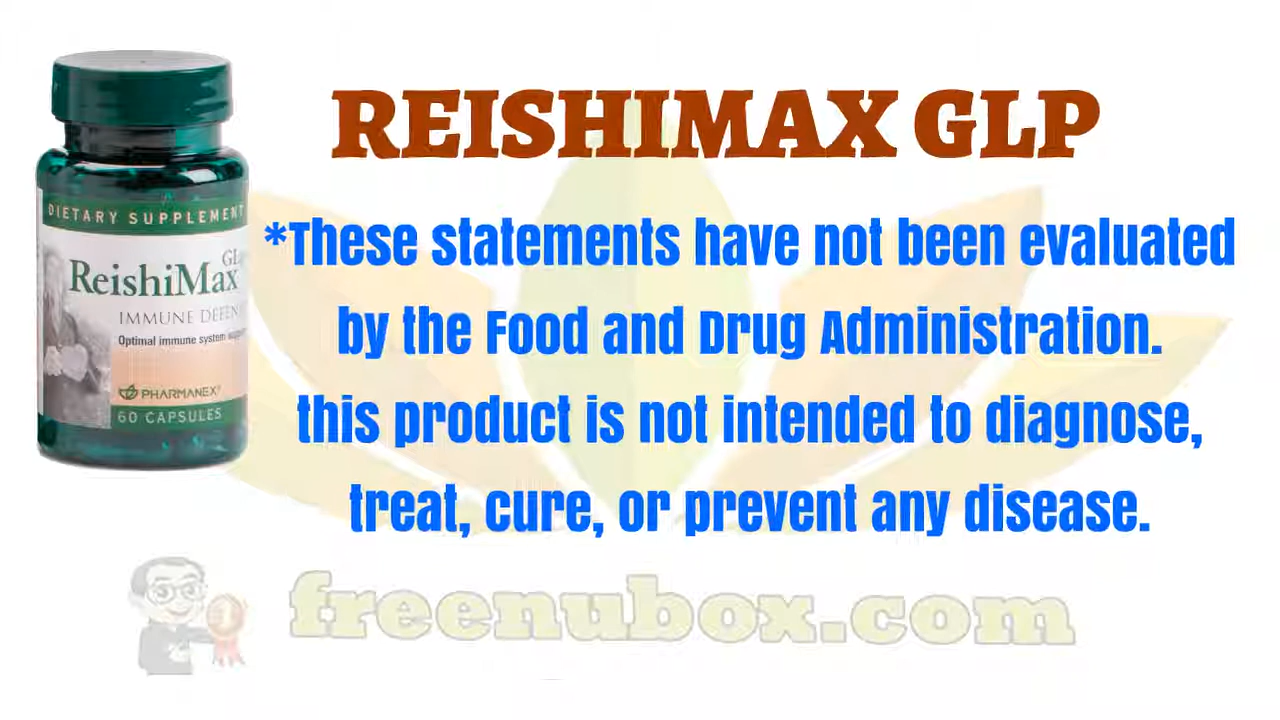 REISHIMAX GLP
*These statements have not been evaluated
by the Food and Drug Administration.
this product is not intended to diagnose,
treat, cure, or prevent any disease.
DIETARY SUPPLEMENT
ReishiMax
IMMUNE
Optimal immune system
PHARMANEX
60 CAPSULES
freenubox.com